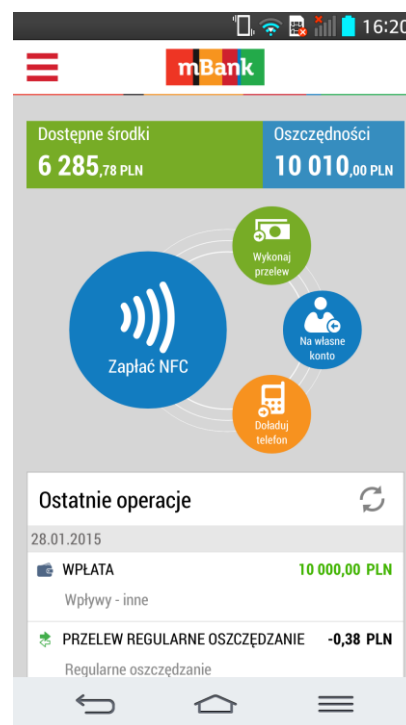 16:20
mBank
Dostępne środki
6 285,78 PLN
Oszczędności
10 010,00 PLN
Wykonaj
przelew
Zapłać NFC
Na własne
konto
Doładuj
telefon
Ostatnie operacje
28.01.2015
WPŁATA 10 000,00 PLN
Wpływy - inne
PRZELEW REGULARNE OSZCZĘDZANIE -0,38 PLN
Regularne oszczędzanie